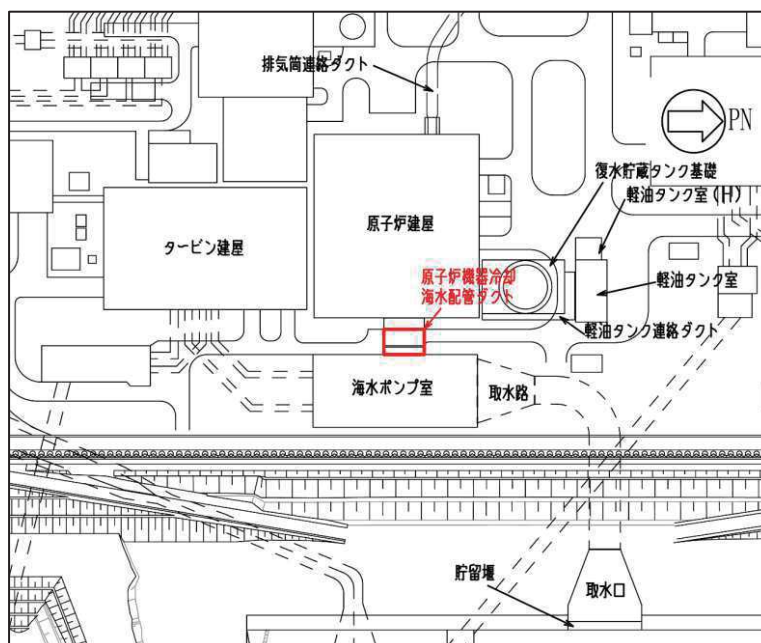 排気筒連絡ダクト
PN
復水貯蔵タンク基礎
軽油タンク室(H)
原子炉建屋
タービン建屋
原子炉機器冷却
海水配管ダクト
軽油タンク室
軽油タンク連絡ダクト
海水ポンプ室
取水路
貯留堰
取水口